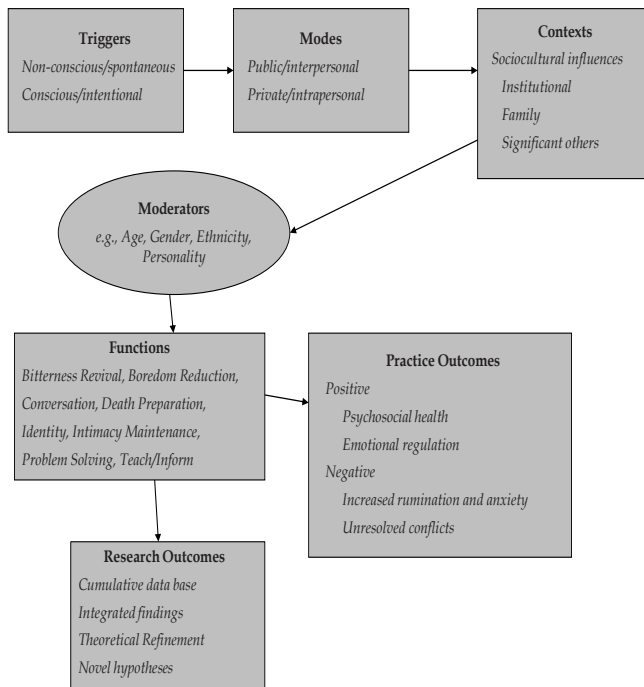 Triggers
Non-conscious/spontaneous
Conscious/intentional
Modes
Public/interpersonal
Private/intrapersonal
Contexts
Sociocultural influences
Institutional
Family
Significant others
Moderators
e.g., Age, Gender, Ethnicity,
Personality
Functions
Bitterness Revival, Boredom Reduction,
Conversation, Death Preparation,
Identity, Intimacy Maintenance,
Problem Solving, Teach/Inform
Practice Outcomes
Positive
Psychosocial health
Emotional regulation
Negative
Increased rumination and anxiety
Unresolved conflicts
Research Outcomes
Cumulative data base
Integrated findings
Theoretical Refinement
Novel hypotheses